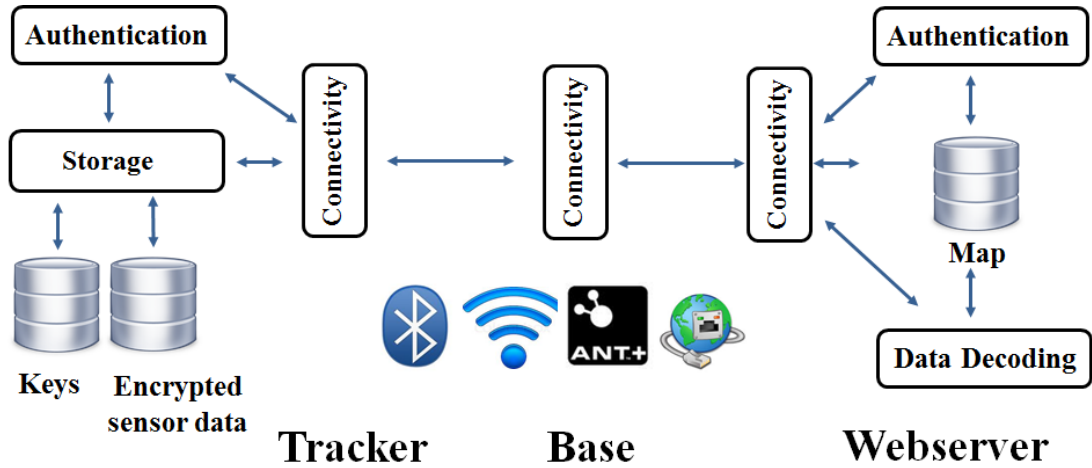 Authentication
Storage
Keys
Encrypted
sensor data
Connectivity
Tracker
Connectivity
ANT.+
Base
Connectivity
Authentication
Map
Data Decoding
Webserver